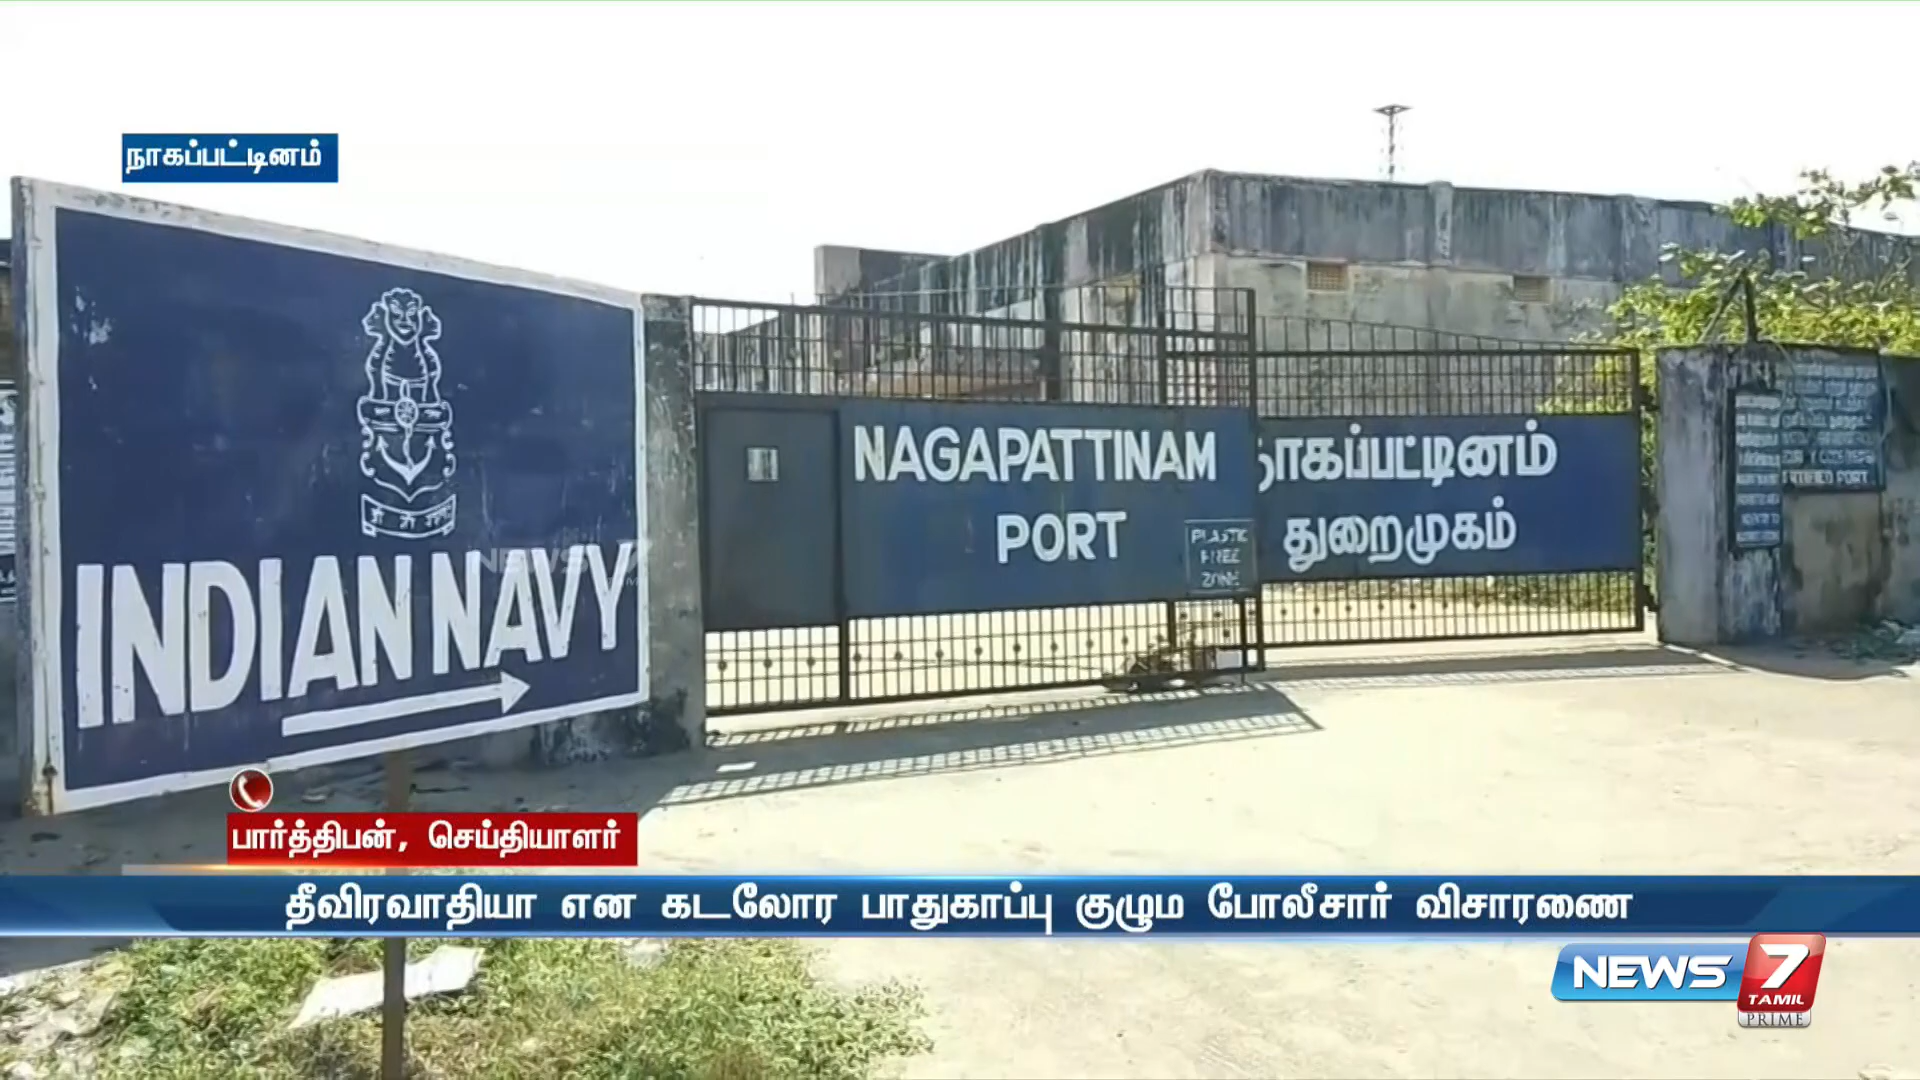 நாகப்பட்டினம்
INDIAN NAVY
NAGAPATTINAM
PORT
PLASTIC
FREE
ZONE
நாகப்பட்டினம்
துறைமுகம்
பார்த்திபன், செய்தியாளர்
தீவிரவாதியா என கடலோர பாதுகாப்பு குழும போலீசார் விசாரணை
NEWS 7
TAMIL
PRIME